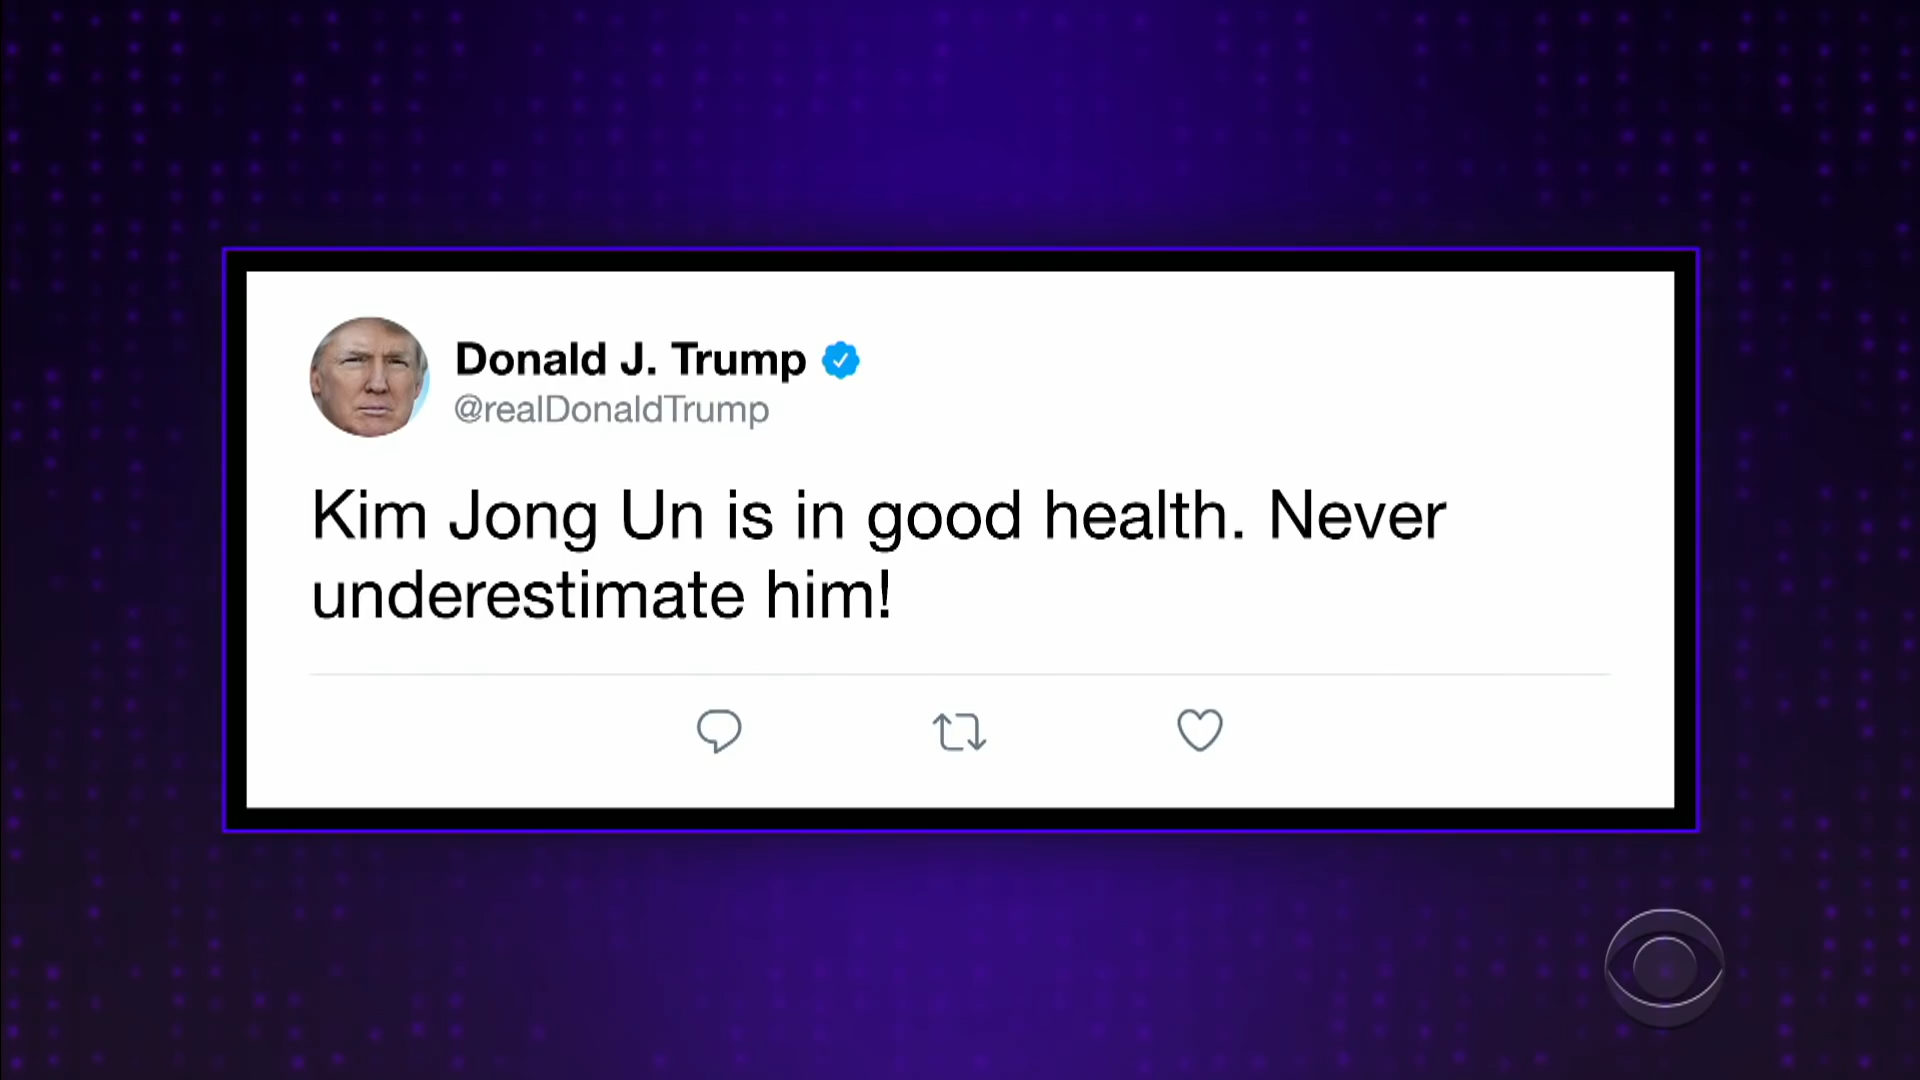 Donald J. Trump
@realDonaldTrump
Kim Jong Un is in good health. Never
underestimate him!